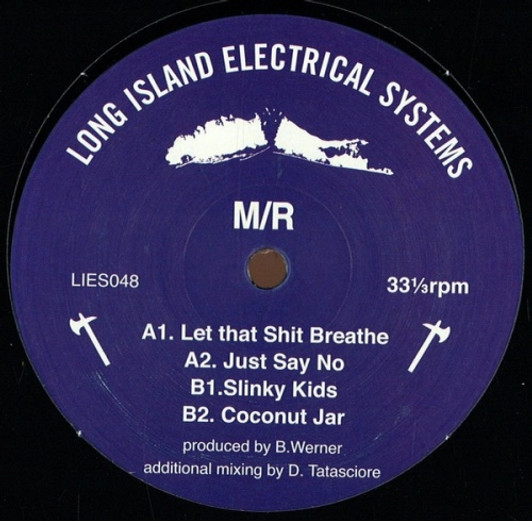 LONG ISLAND ELECTRICAL SYSTEMS
M/R
LIES048
33⅓rpm
A1. Let that Shit Breathe
A2. Just Say No
B1.Slinky Kids
B2. Coconut Jar
produced by B.Werner
additional mixing by D. Tatasciore